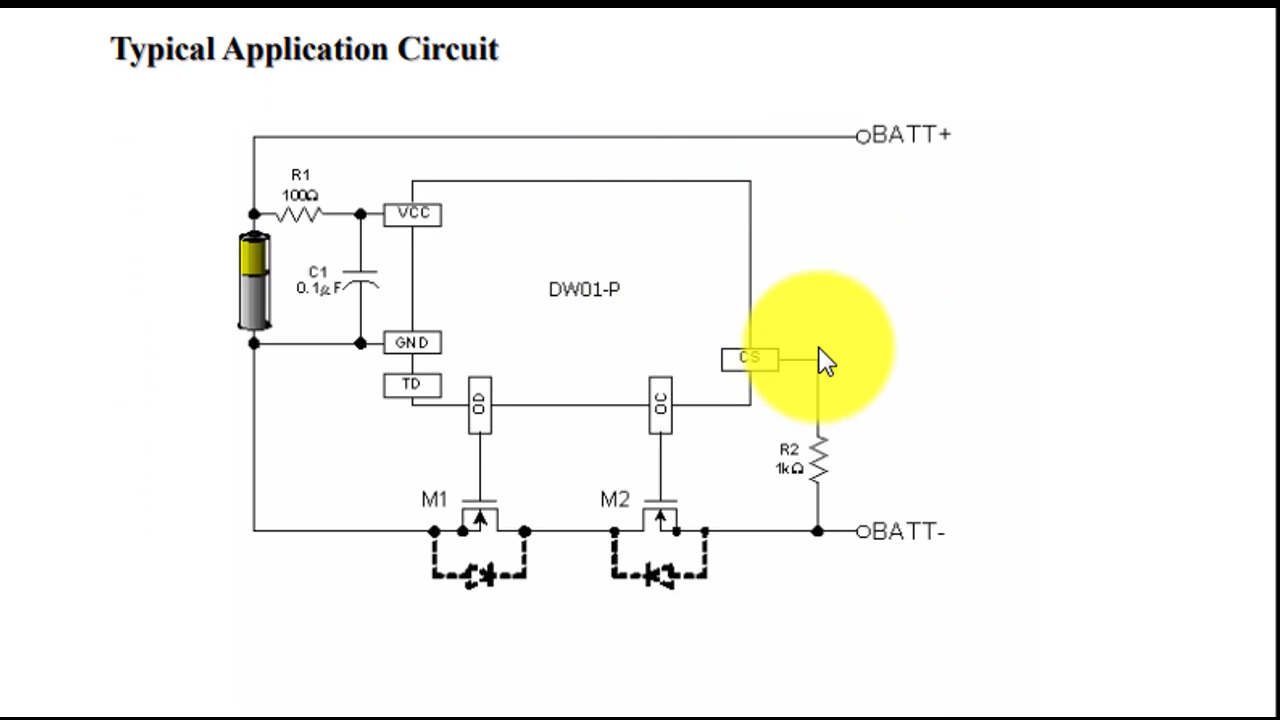 Typical Application Circuit
BATT+
R1
100Ω
VCC
C1
0.1μF
DW01-P
GND
CS
TD
OD
OC
R2
1kΩ
M1
M2
BATT-